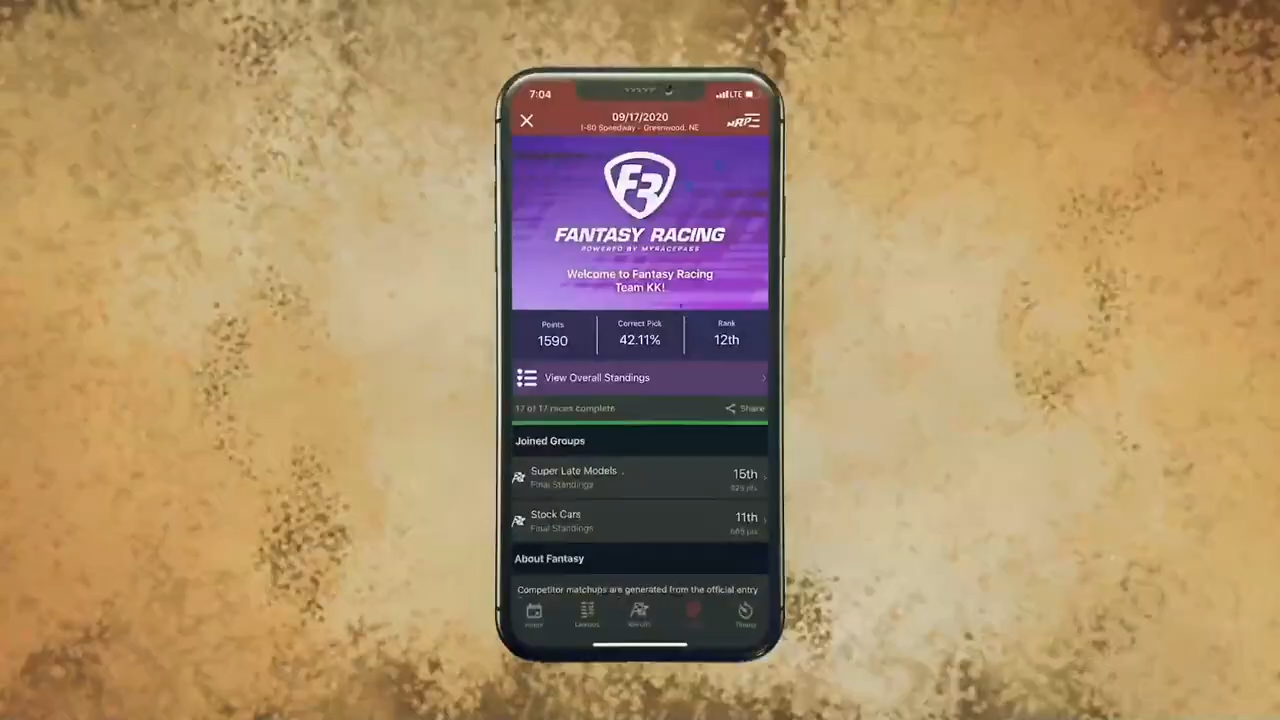 7:04
LTE
09/17/2020
I-80 Speedway - Greenwood, NE
MRP
F3
FANTASY RACING
POWERED BY MYRACEPASS
Welcome to Fantasy Racing
Team KK!
Points
Correct Pick
Rank
1590
42.11%
12th
View Overall Standings
17 of 17 races complete
Share
Joined Groups
Super Late Models
15th
Final Standings
Stock Cars
11th
Final Standings
About Fantasy
Competitor matchups are generated from the official entry